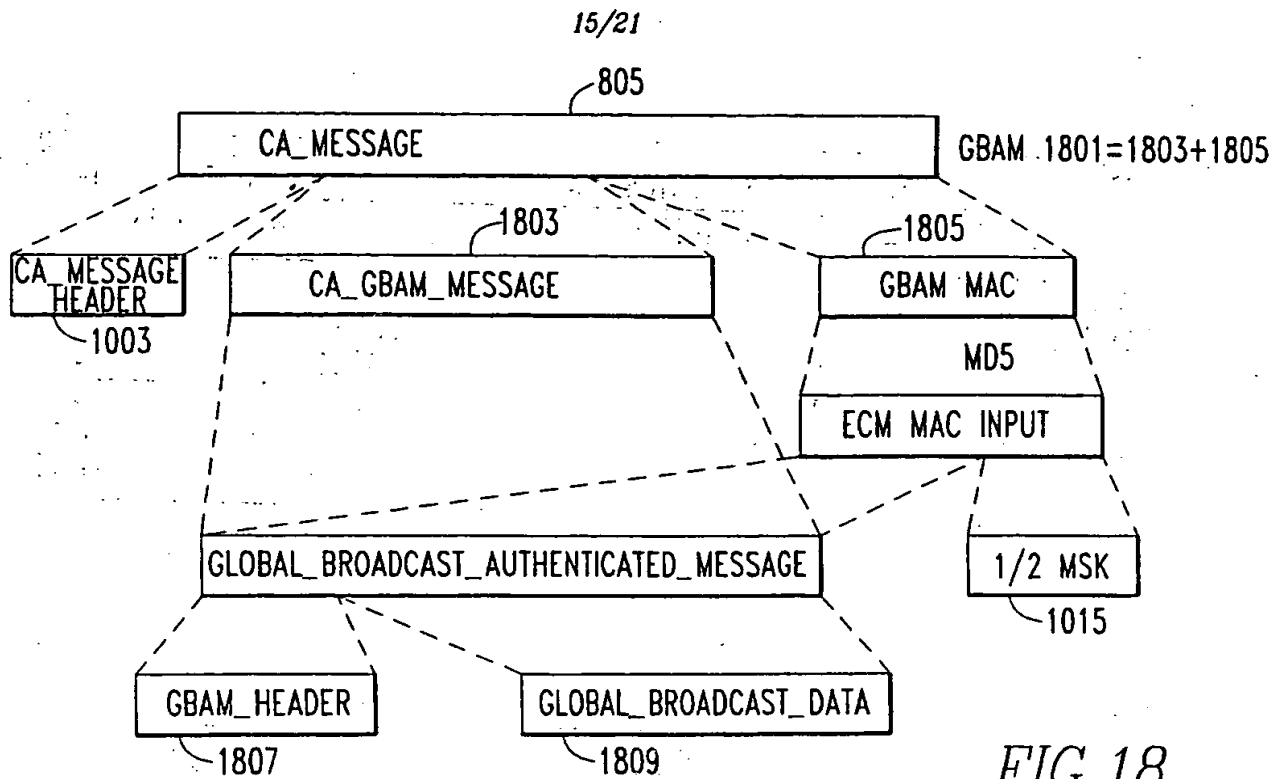 15/21
805
CA_MESSAGE
GBAM 1801=1803+1805
1803
1805
CA_MESSAGE
HEADER
CA_GBAM_MESSAGE
GBAM MAC
1003
MD5
ECM MAC INPUT
GLOBAL_BROADCAST_AUTHENTICATED_MESSAGE
1/2 MSK
1015
GBAM_HEADER
GLOBAL_BROADCAST_DATA
1807
1809
FIG. 18